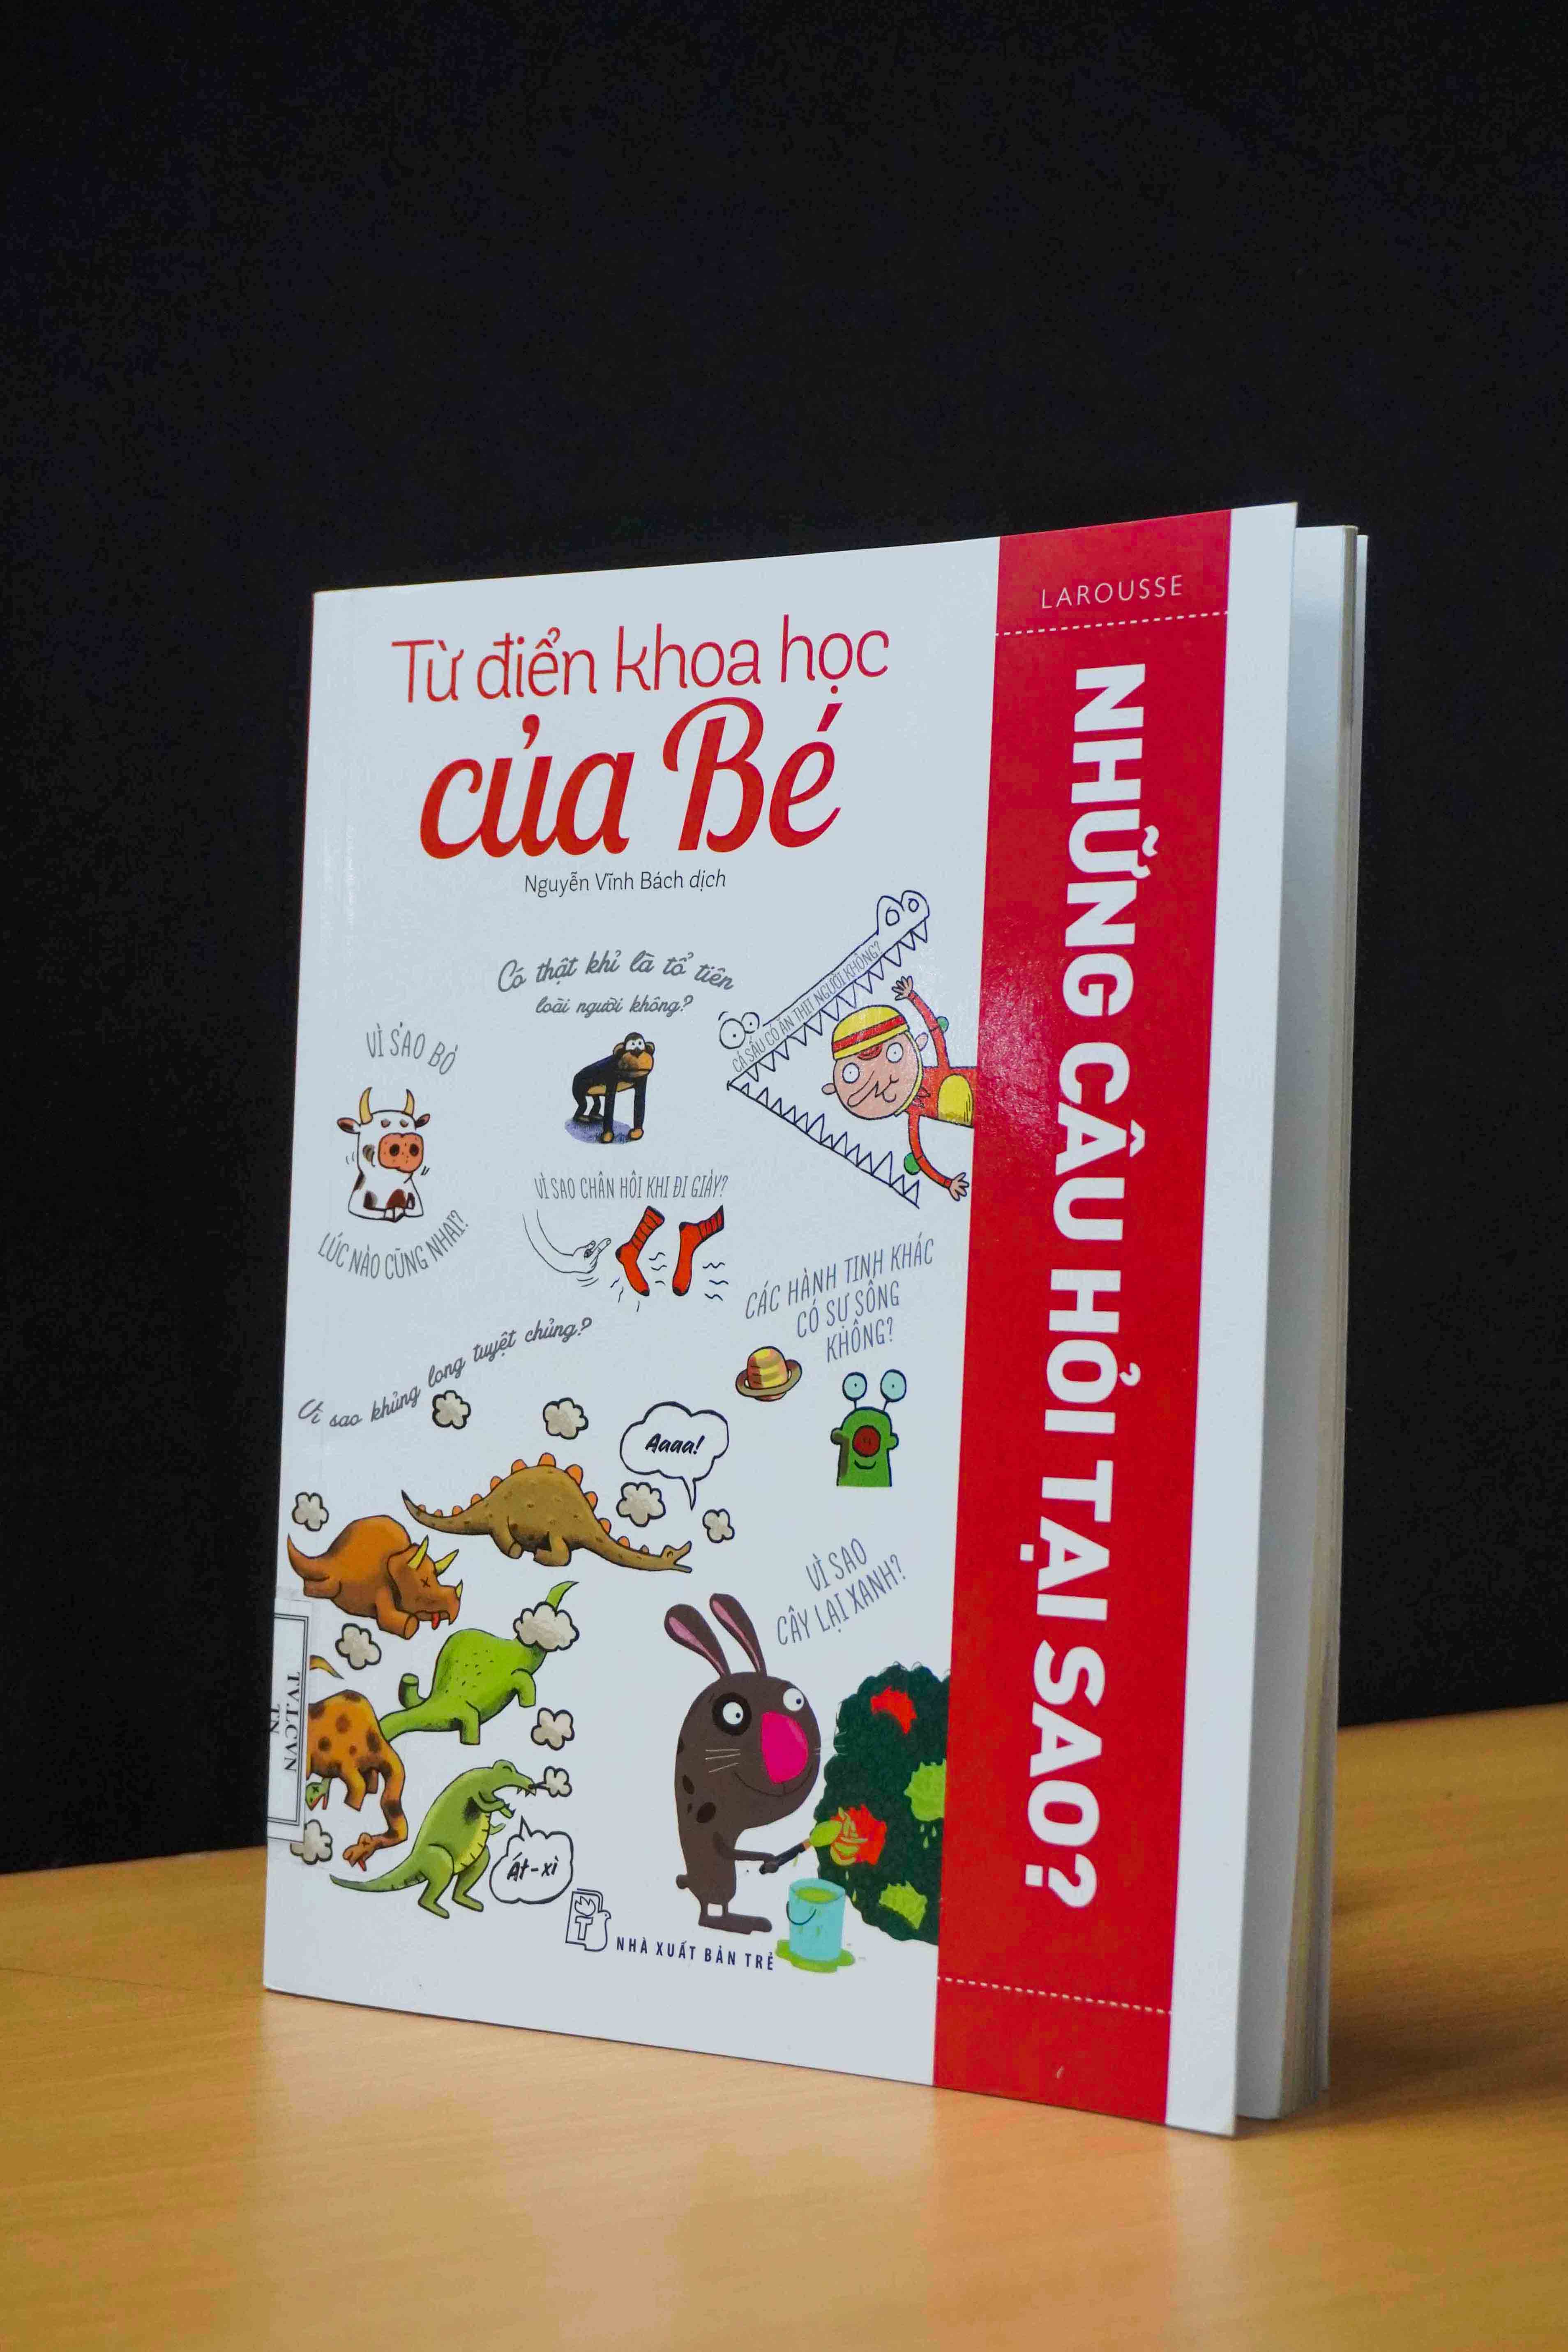 LAROUSSE
Từ điển khoa học
của Bé
Nguyễn Vĩnh Bách dịch
NHỮNG CÂU HỎI TẠI SAO?
Có thật khỉ là tổ tiên
loài người không?
CÁ SẤU CÓ ĂN THỊT NGƯỜI KHÔNG?
VÌ SAO BÒ
LÚC NÀO CŨNG NHAI?
VÌ SAO CHÂN HÔI KHI ĐI GIÀY?
CÁC HÀNH TINH KHÁC
CÓ SỰ SỐNG
KHÔNG?
Vì sao khủng long tuyệt chủng?
Aaaa!
VÌ SAO
CÂY LẠI XANH?
TV.I.CVN
TN
Át-xì
T
NHÀ XUẤT BẢN TRẺ